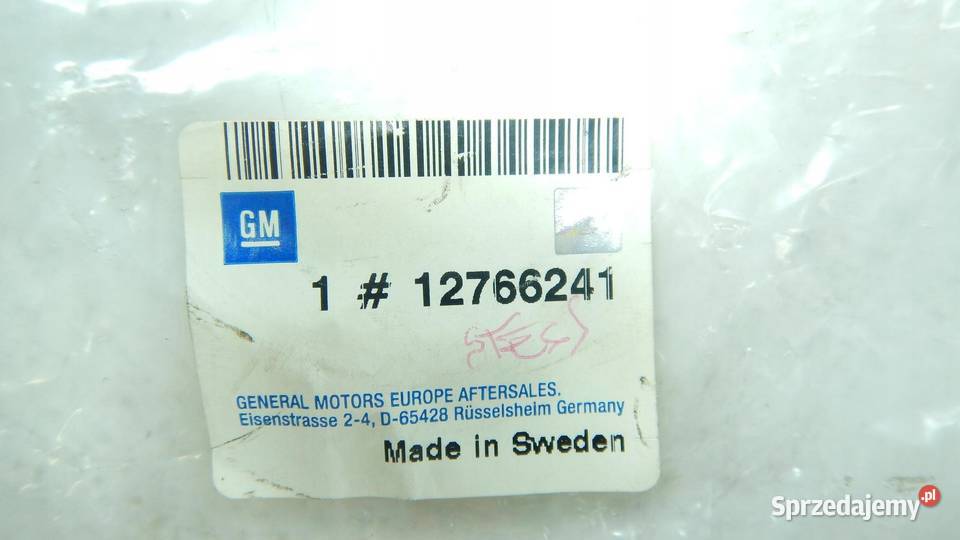 GM
1 # 12766241
GENERAL MOTORS EUROPE AFTERSALES.
Eisenstrasse 2-4, D-65428 Rüsselsheim Germany
Made in Sweden
Sprzedajemy.pl